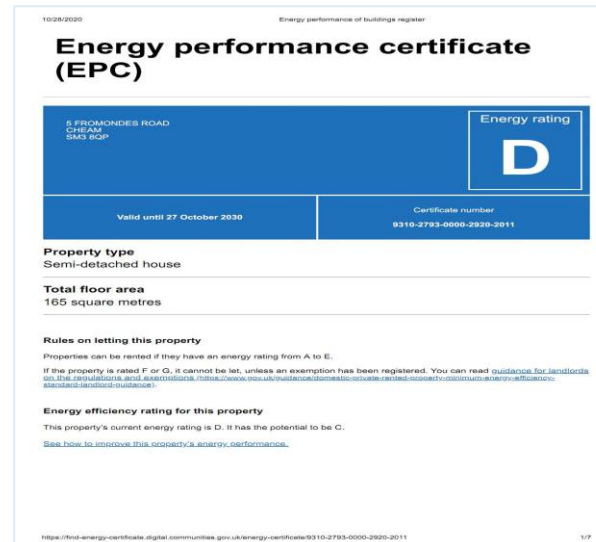 10/28/2020 Energy performance of buildings register
Energy performance certificate
(EPC)
5 FROMONDES ROAD
CHEAM
SM3 8QP
Energy rating
D
Valid until 27 October 2030
Certificate number
9310-2793-0000-2920-2011
Property type
Semi-detached house
Total floor area
165 square metres
Rules on letting this property
Properties can be rented if they have an energy rating from A to E.
If the property is rated F or G, it cannot be let, unless an exemption has been registered. You can read guidance for landlords
on the regulations and exemptions (https://www.gov.uk/guidance/domestic-private-rented-property-minimum-energy-efficiency-
standard-landlord-guidance).
Energy efficiency rating for this property
This property's current energy rating is D. It has the potential to be C.
See how to improve this property's energy performance.
https://find-energy-certificate.digital.communities.gov.uk/energy-certificate/9310-2793-0000-2920-2011 1/7